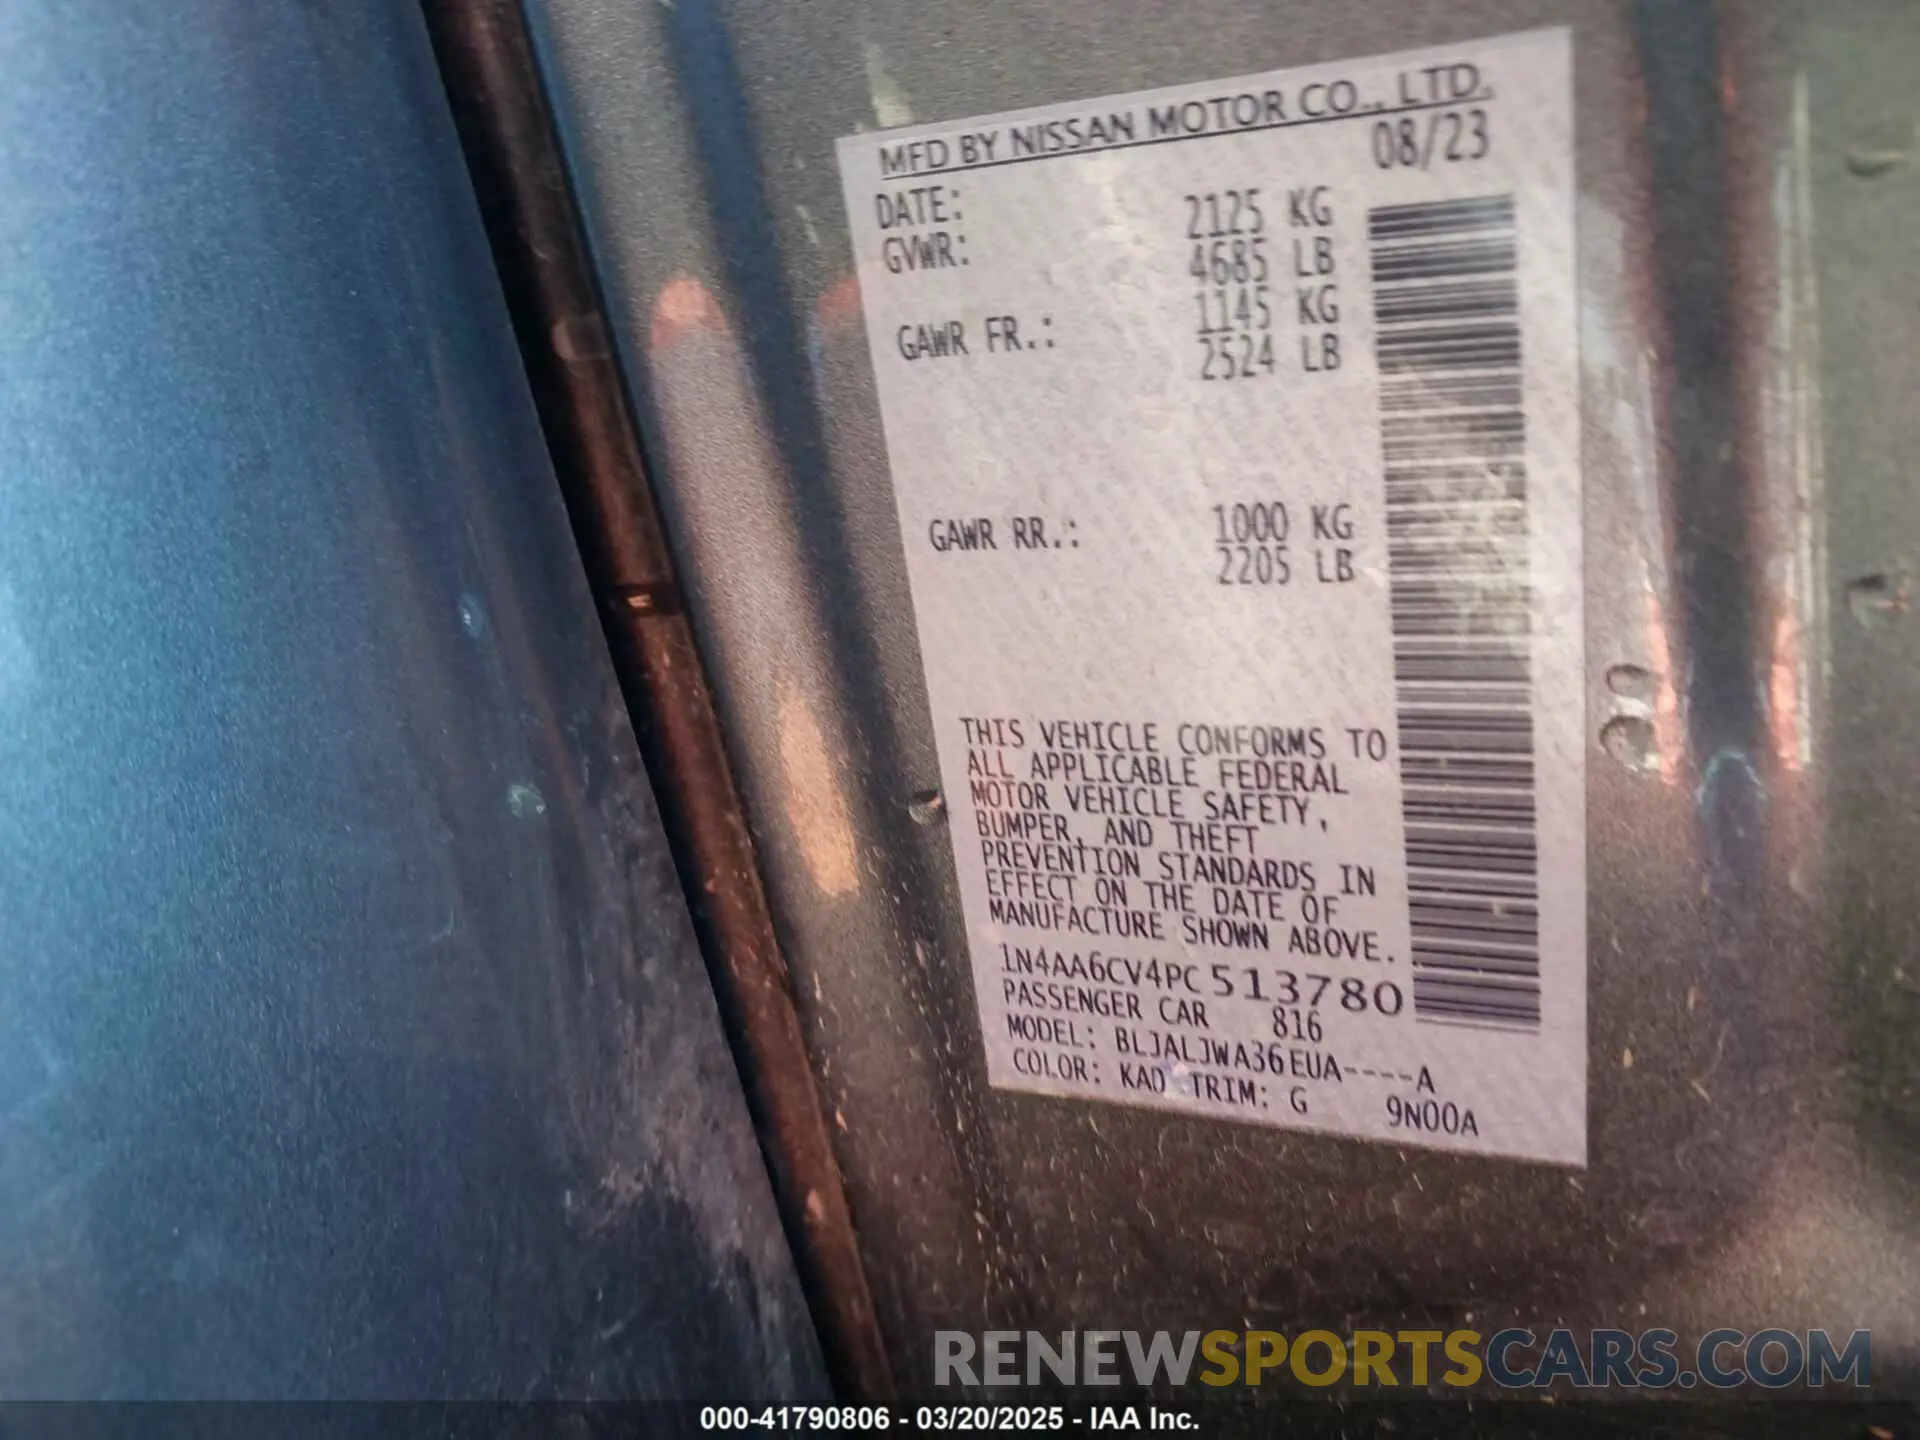 MFD BY NISSAN MOTOR CO., LTD.
DATE: 08/23
GVWR: 2125 KG
4685 LB
GAWR FR.: 1145 KG
2524 LB
GAWR RR.: 1000 KG
2205 LB
THIS VEHICLE CONFORMS TO
ALL APPLICABLE FEDERAL
MOTOR VEHICLE SAFETY,
BUMPER, AND THEFT
PREVENTION STANDARDS IN
EFFECT ON THE DATE OF
MANUFACTURE SHOWN ABOVE.
1N4AA6CV4PC513780
PASSENGER CAR 816
MODEL: BLJALJWA36EUA----A
COLOR: KAD TRIM: G 9N00A
RENEWSPORTSCARS.COM
000-41790806 - 03/20/2025 - IAA Inc.